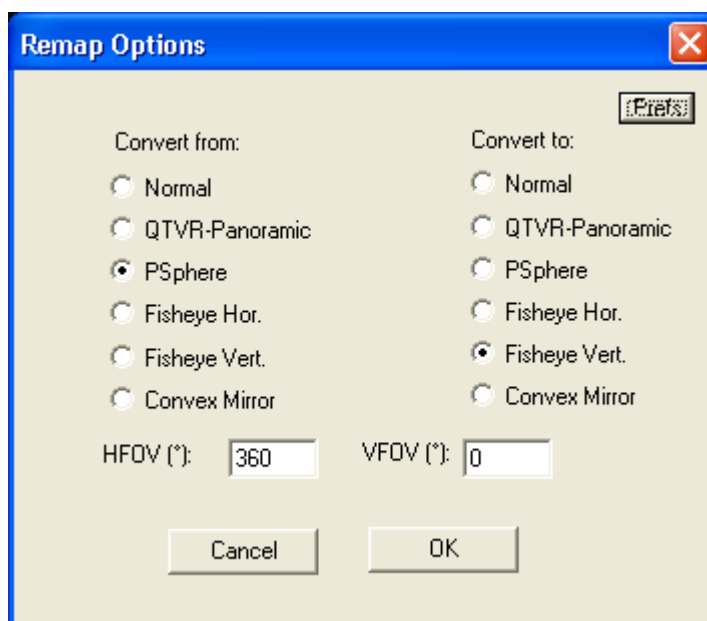 Remap Options
Prefs
Convert from:
Normal
QTVR-Panoramic
PSphere
Fisheye Hor.
Fisheye Vert.
Convex Mirror
Convert to:
Normal
QTVR-Panoramic
PSphere
Fisheye Hor.
Fisheye Vert.
Convex Mirror
HFOV (°): 360
VFOV (°): 0
Cancel
OK